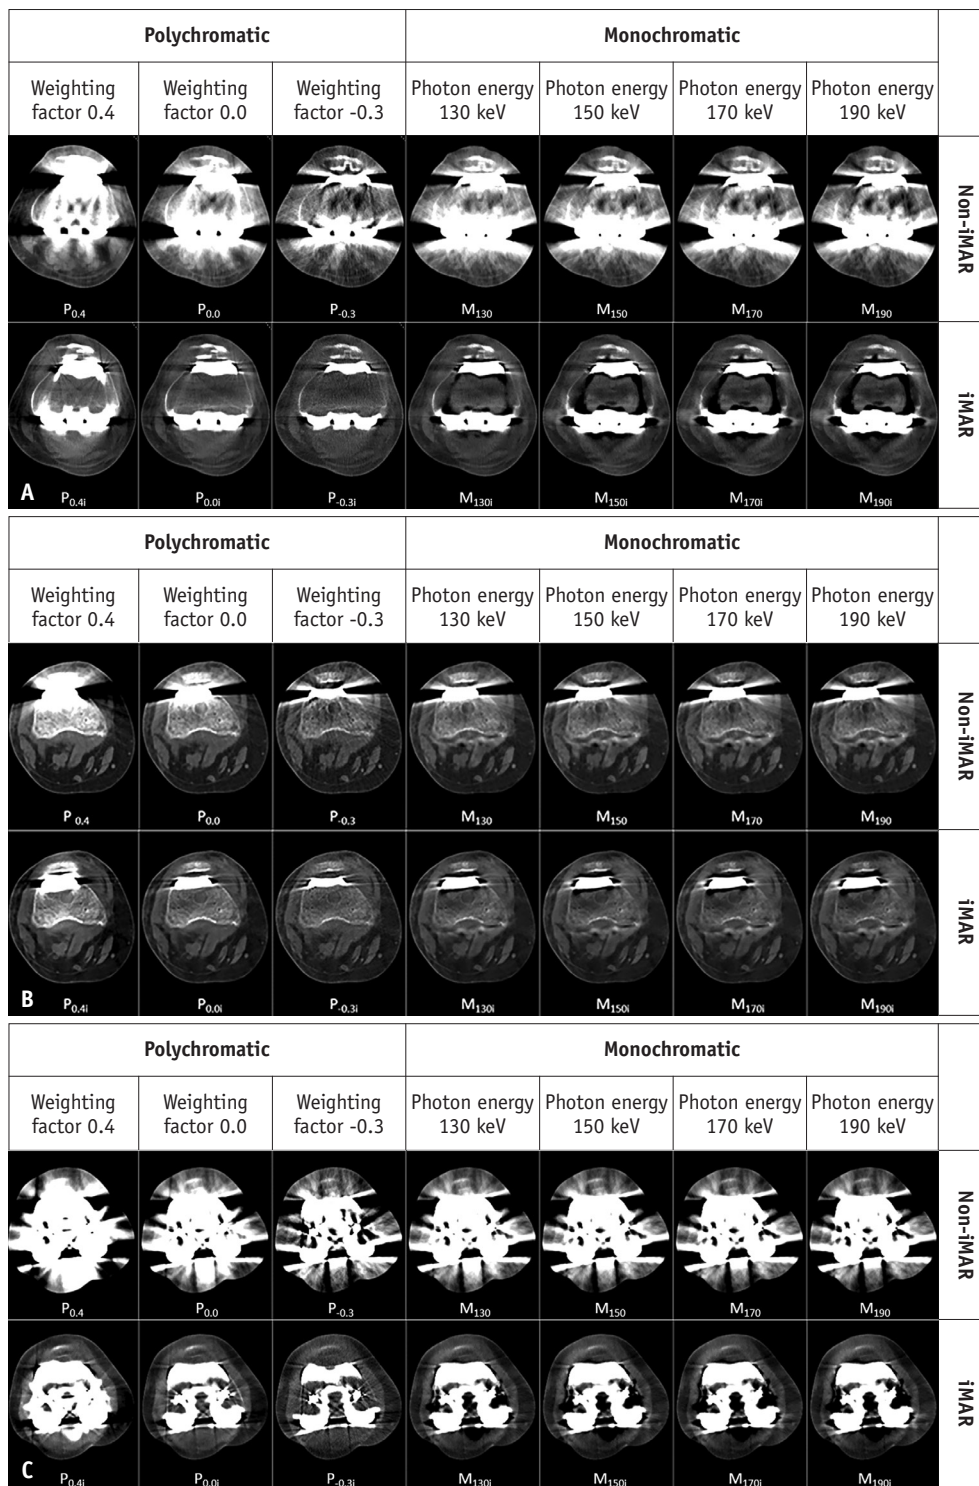 Polychromatic Monochromatic
Weighting factor 0.4 Weighting factor 0.0 Weighting factor -0.3 Photon energy 130 keV Photon energy 150 keV Photon energy 170 keV Photon energy 190 keV
Non-iMAR
P0.4 P0.0 P-0.3 M130 M150 M170 M190
iMAR
A P0.4i P0.0i P-0.3i M130i M150i M170i M190i
Polychromatic Monochromatic
Weighting factor 0.4 Weighting factor 0.0 Weighting factor -0.3 Photon energy 130 keV Photon energy 150 keV Photon energy 170 keV Photon energy 190 keV
Non-iMAR
P 0.4 P0.0 P-0.3 M130 M150 M170 M190
iMAR
B P0.4i P0.0i P-0.3i M130i M150i M170i M190i
Polychromatic Monochromatic
Weighting factor 0.4 Weighting factor 0.0 Weighting factor -0.3 Photon energy 130 keV Photon energy 150 keV Photon energy 170 keV Photon energy 190 keV
Non-iMAR
P0.4 P0.0 P-0.3 M130 M150 M170 M190
iMAR
C P0.4i P0.0i P-0.3i M130i M150i M170i M190i